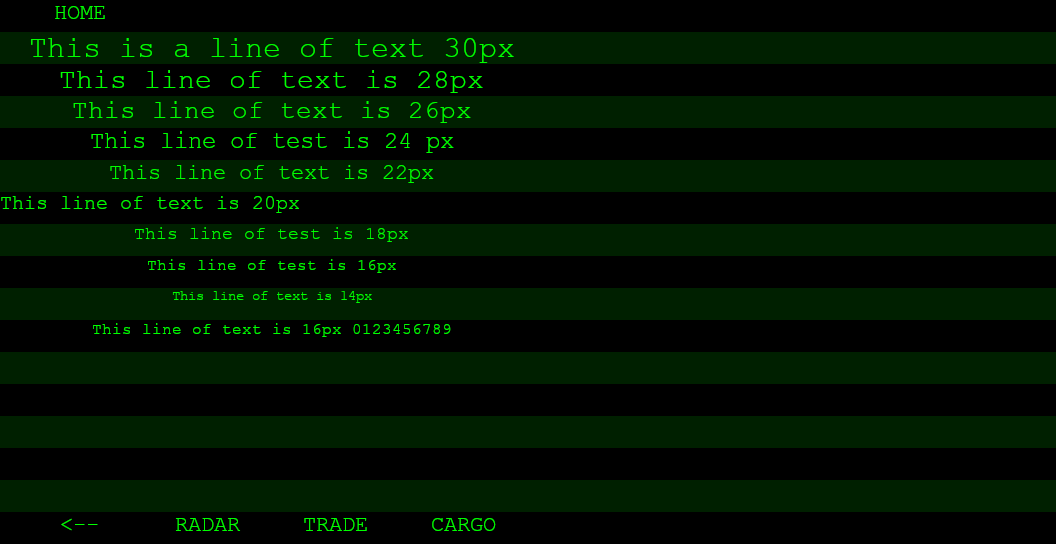 HOME
This is a line of text 30px
This line of text is 28px
This line of text is 26px
This line of test is 24 px
This line of text is 22px
This line of text is 20px
This line of test is 18px
This line of test is 16px
This line of text is 14px
This line of text is 16px 0123456789
<-- RADAR TRADE CARGO